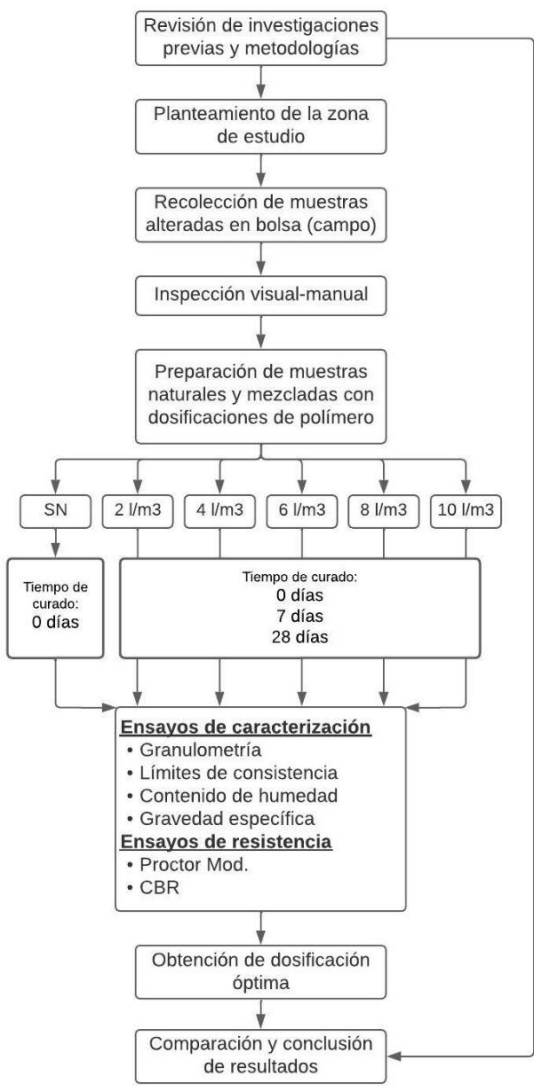 Revisión de investigaciones
previas y metodologías
Planteamiento de la zona
de estudio
Recolección de muestras
alteradas en bolsa (campo)
Inspección visual-manual
Preparación de muestras
naturales y mezcladas con
dosificaciones de polímero
SN
2 l/m3
4 l/m3
6 l/m3
8 l/m3
10 l/m3
Tiempo de
curado:
0 días
Tiempo de curado:
0 días
7 días
28 días
Ensayos de caracterización
• Granulometría
• Límites de consistencia
• Contenido de humedad
• Gravedad específica
Ensayos de resistencia
• Proctor Mod.
• CBR
Obtención de dosificación
óptima
Comparación y conclusión
de resultados